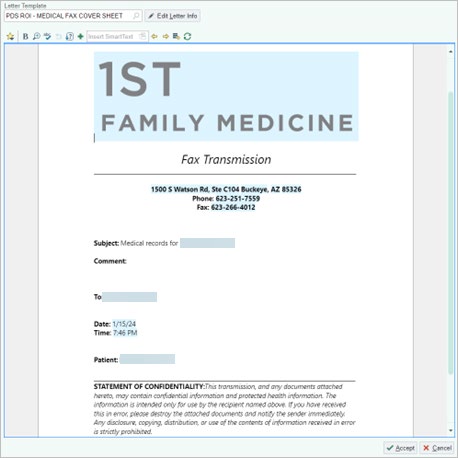 Letter Template
PDS ROI - MEDICAL FAX COVER SHEET
Edit Letter Info
B
Insert SmartText
1ST
FAMILY MEDICINE
Fax Transmission
1500 S Watson Rd, Ste C104 Buckeye, AZ 85326
Phone: 623-251-7559
Fax: 623-266-4012
Subject: Medical records for
Comment:
To
Date: 1/15/24
Time: 7:46 PM
Patient:
STATEMENT OF CONFIDENTIALITY:This transmission, and any documents attached
hereto, may contain confidential information and protected health information. The
information is intended only for use by the recipient named above. If you have received
this in error, please destroy the attached documents and notify the sender immediately.
Any disclosure, copying, distribution, or use of the contents of information received in error
is strictly prohibited.
Accept
Cancel